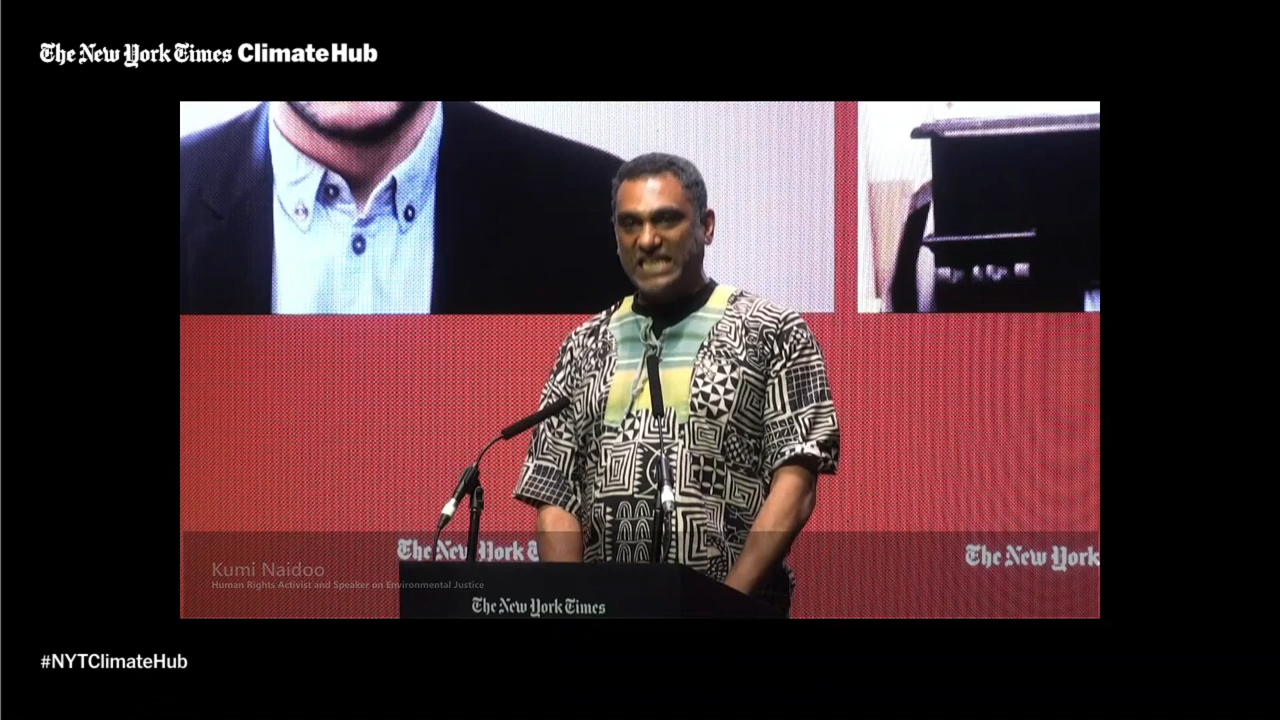 The New York Times Climate Hub
The New York T
The New York
Kumi Naidoo
Human Rights Activist and Speaker on Environmental Justice
The New York Times
#NYTClimateHub